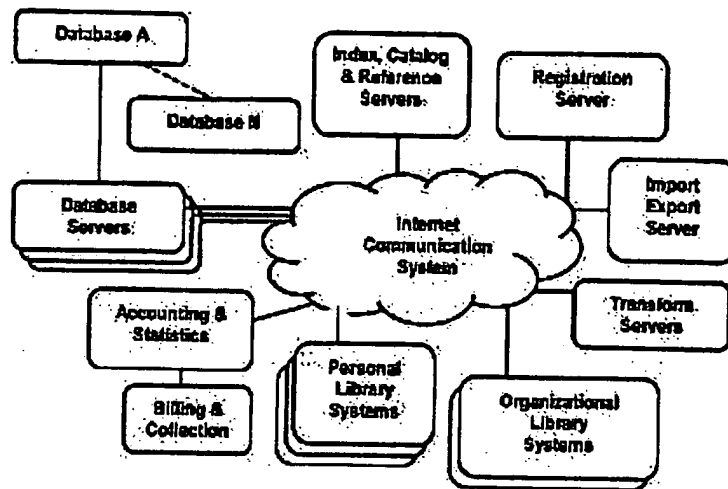 Database A
Database N
Index, Catalog
& Reference
Servers
Registration
Server
Import
Export
Server
Database
Servers
Internet
Communication
System
Transform
Servers
Accounting &
Statistics
Billing &
Collection
Personal
Library
Systems
Organizational
Library
Systems